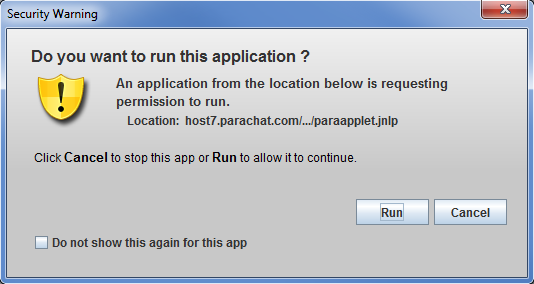 Security Warning
Do you want to run this application ?
An application from the location below is requesting
permission to run.
Location: host7.parachat.com/.../paraapplet.jnlp
Click Cancel to stop this app or Run to allow it to continue.
Run Cancel
Do not show this again for this app